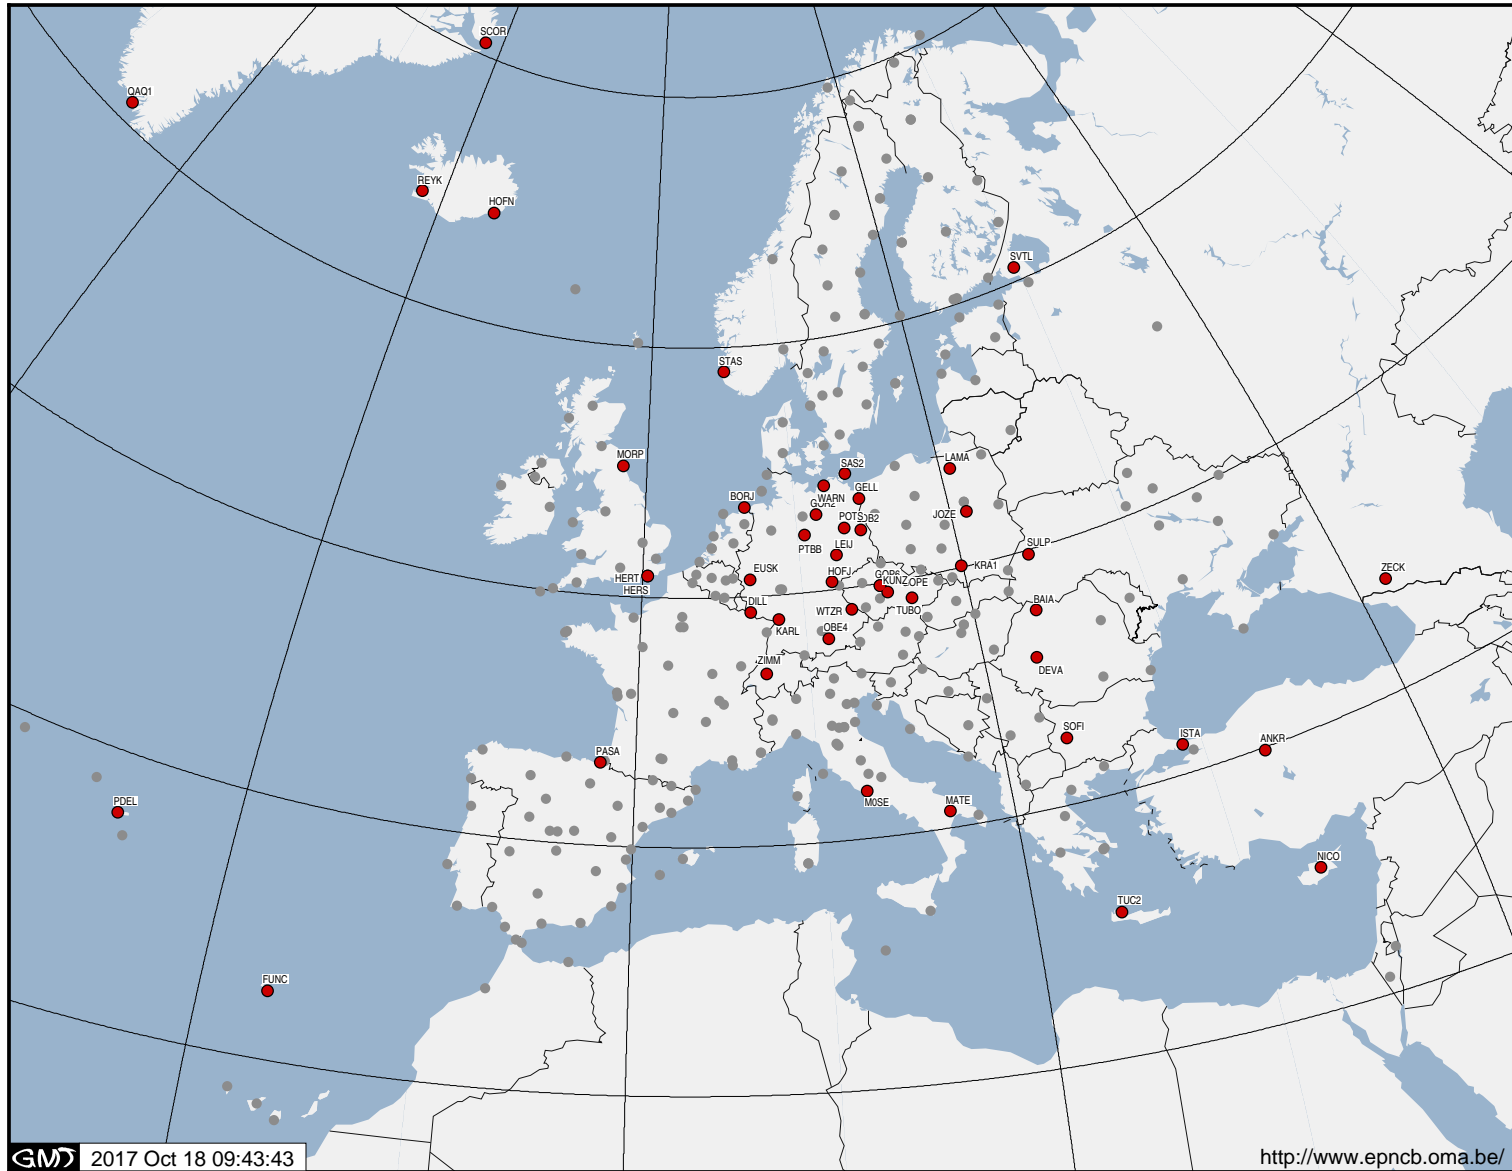 SCOR
QAQ1
REYK
HOFN
SVTL
STAS
MORP
LAMA
SAS2
WARN
GELL
BORJ
POTS
JOZE
PTBB
LEIJ
SULP
KRA1
EUSK
HOFJ
HERT
HERS
KUNZ
ZECK
DILL
WTZR
TUBO
BAIA
KARL
OBE4
ZIMM
DEVA
SOFI
ISTA
ANKR
PASA
PDEL
M0SE
MATE
NICO
TUC2
FUNC
GMT 2017 Oct 18 09:43:43
http://www.epncb.oma.be/